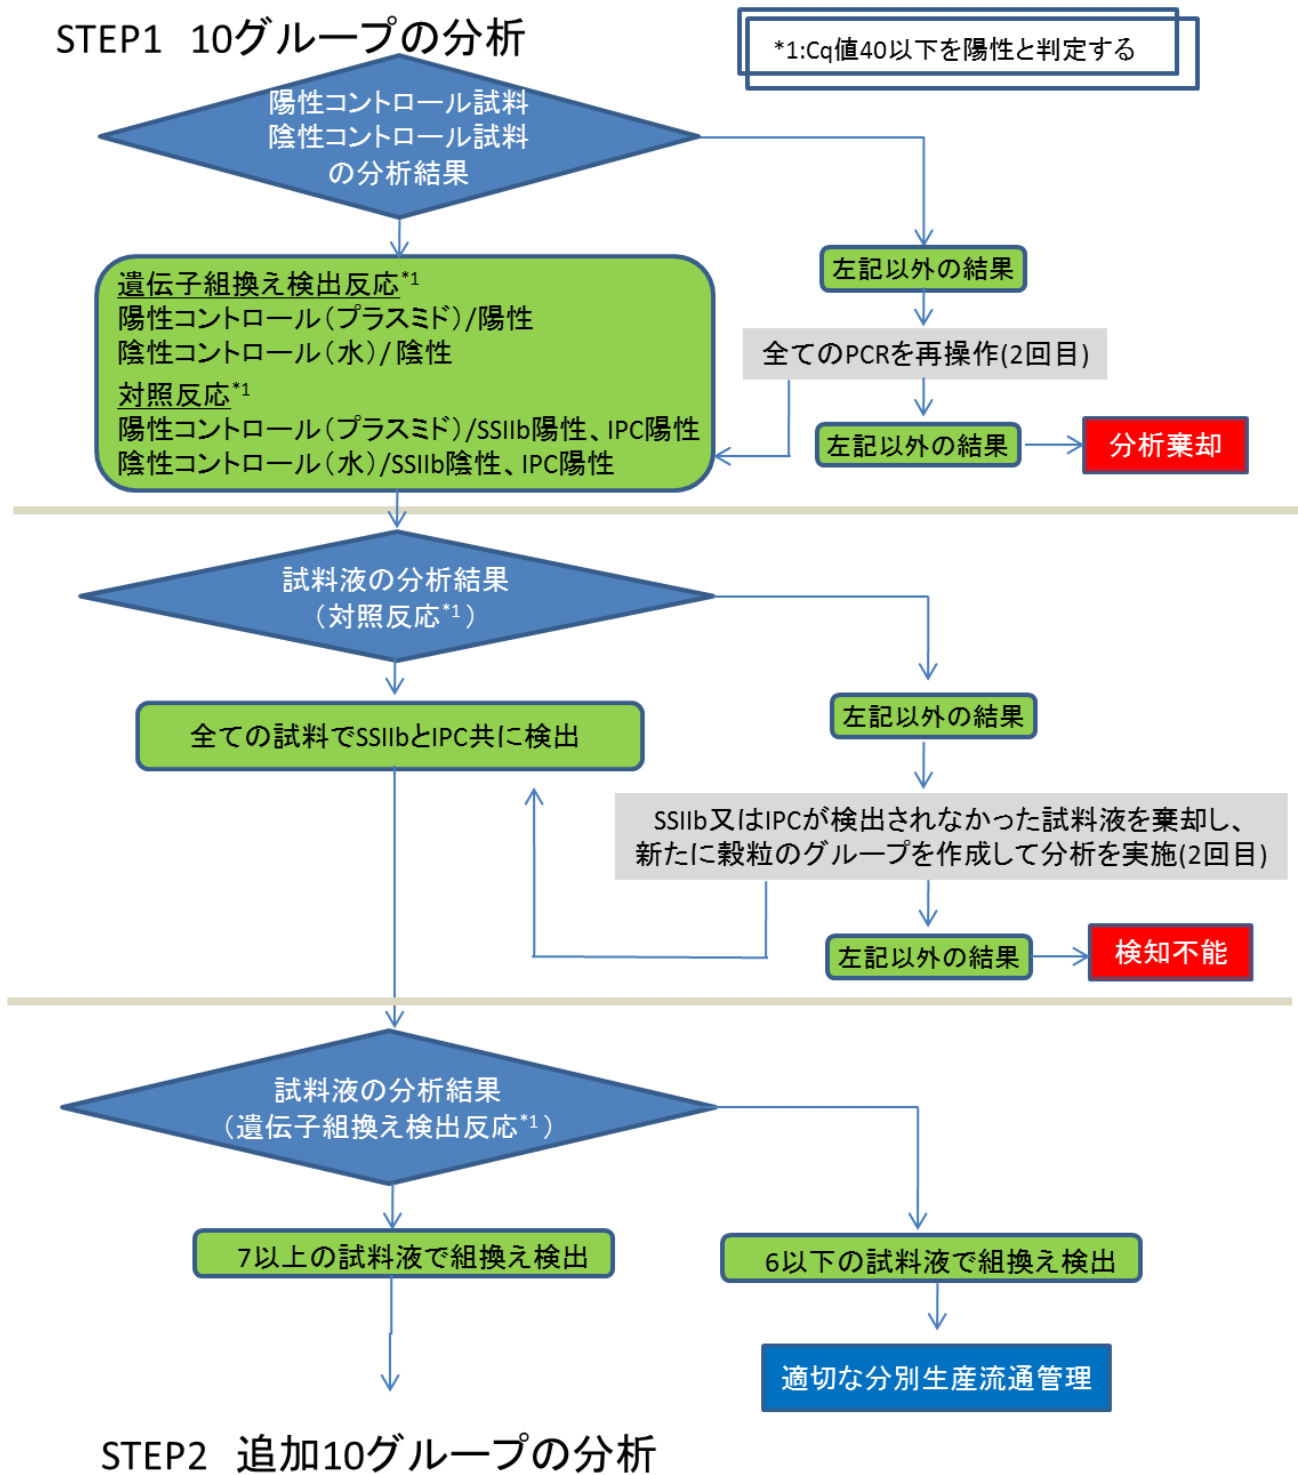 STEP1 10グループの分析
*1:Cq値40以下を陽性と判定する
陽性コントロール試料
陰性コントロール試料
の分析結果
左記以外の結果
遺伝子組換え検出反応*1
陽性コントロール(プラスミド)/陽性
陰性コントロール(水)/陰性
対照反応*1
陽性コントロール(プラスミド)/SSIIb陽性、IPC陽性
陰性コントロール(水)/SSIIb陰性、IPC陽性
全てのPCRを再操作(2回目)
左記以外の結果
分析棄却
試料液の分析結果
(対照反応*1)
全ての試料でSSIIbとIPC共に検出
左記以外の結果
SSIIb又はIPCが検出されなかった試料液を棄却し、
新たに穀粒のグループを作成して分析を実施(2回目)
左記以外の結果
検知不能
試料液の分析結果
(遺伝子組換え検出反応*1)
7以上の試料液で組換え検出
6以下の試料液で組換え検出
適切な分別生産流通管理
STEP2 追加10グループの分析